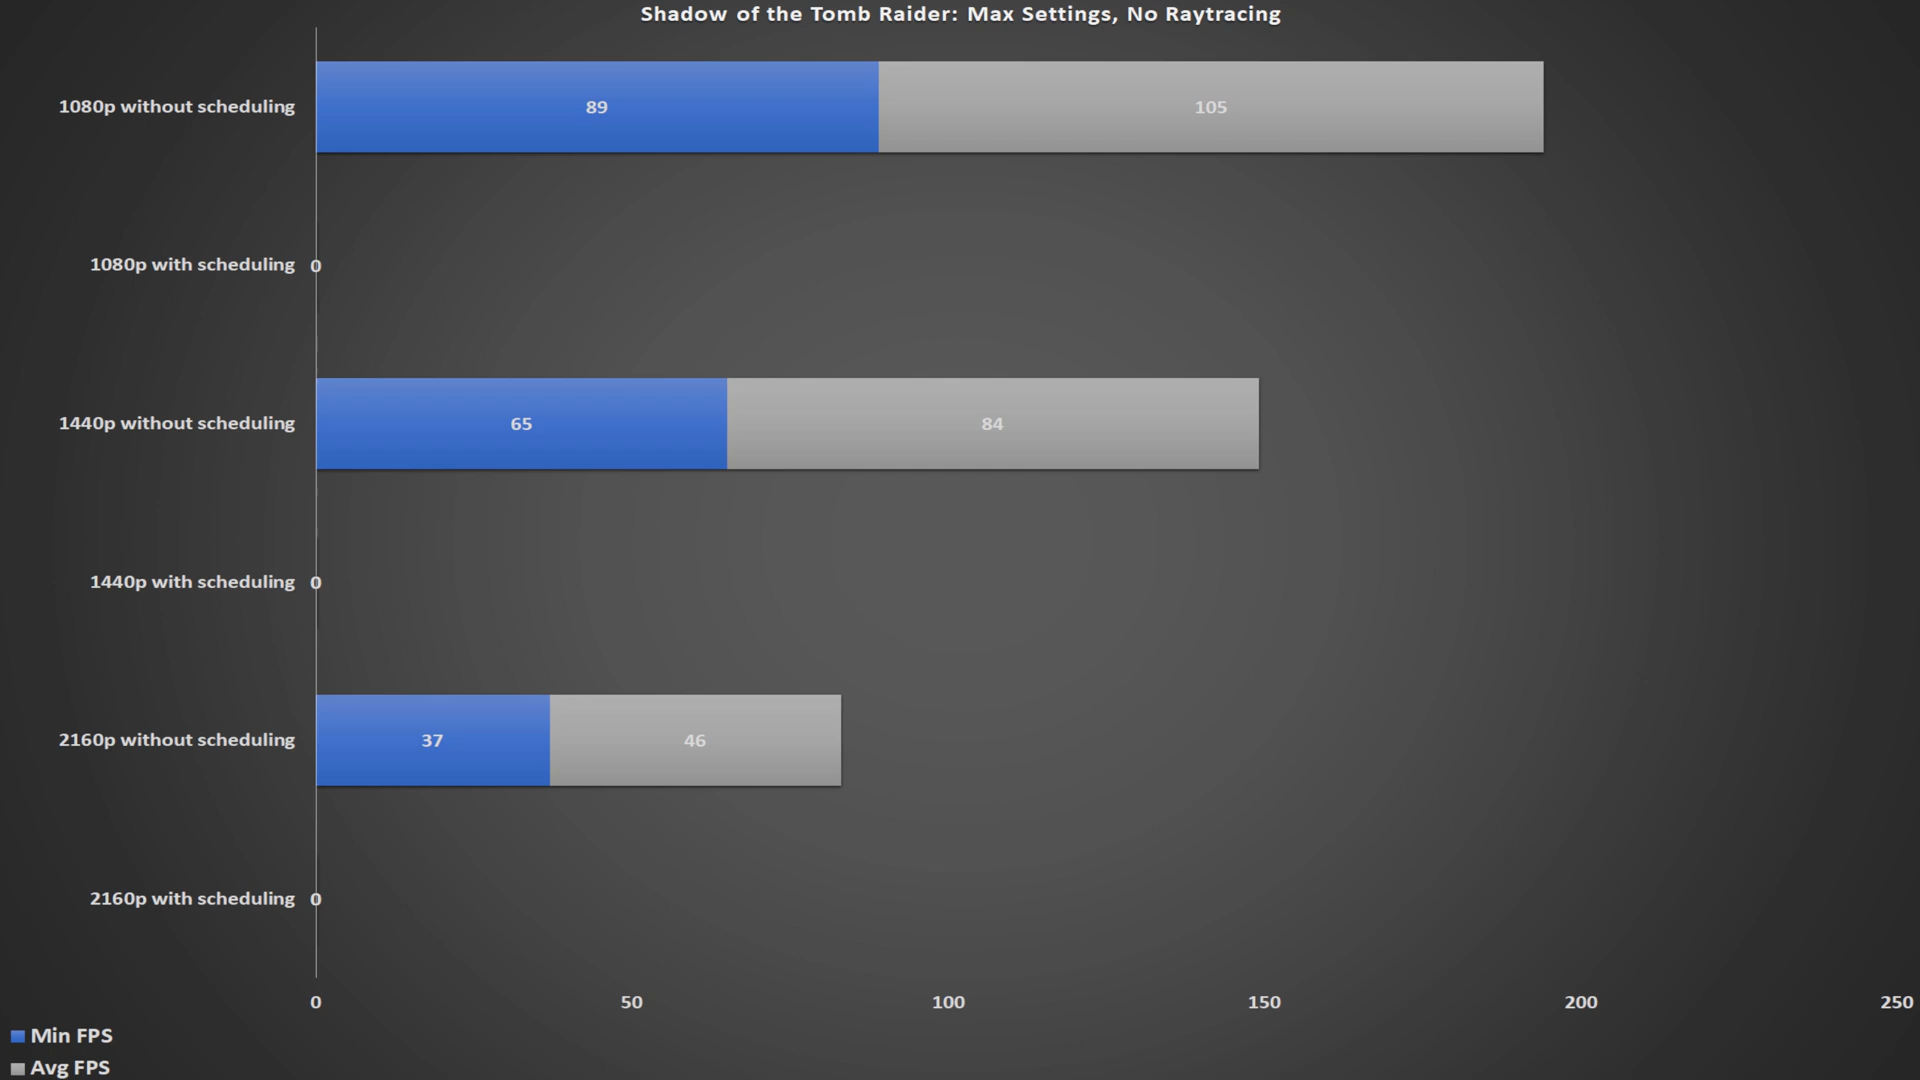 Shadow of the Tomb Raider: Max Settings, No Raytracing
1080p without scheduling 89 105
1080p with scheduling 0
1440p without scheduling 65 84
1440p with scheduling 0
2160p without scheduling 37 46
2160p with scheduling 0
0 50 100 150 200 250
Min FPS
Avg FPS